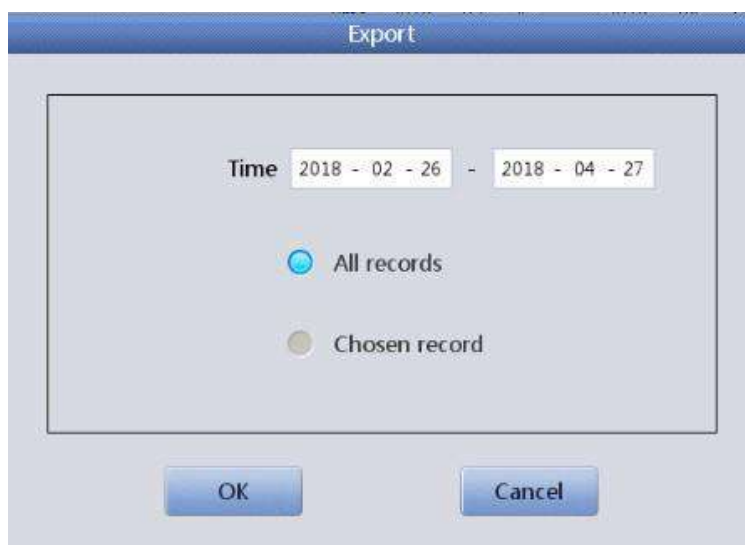 Export
Time 2018 - 02 - 26 - 2018 - 04 - 27
All records
Chosen record
OK Cancel